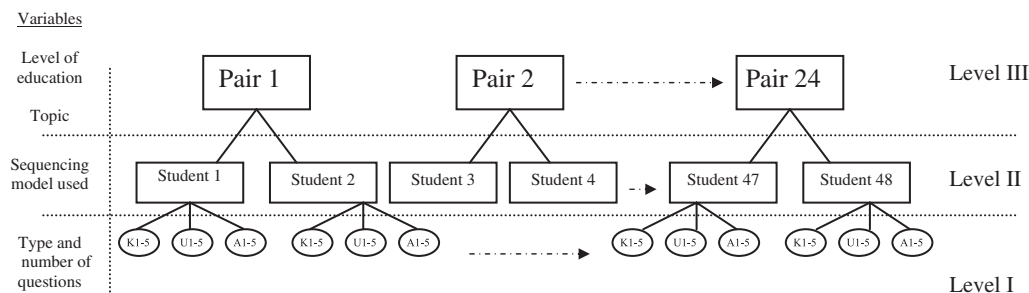 Variables
Level of
education
Pair 1
Pair 2
Pair 24
Level III
Topic
Sequencing
model used
Student 1
Student 2
Student 3
Student 4
Student 47
Student 48
Level II
Type and
number of
questions
K1-5
U1-5
A1-5
K1-5
U1-5
A1-5
K1-5
U1-5
A1-5
K1-5
U1-5
A1-5
Level I